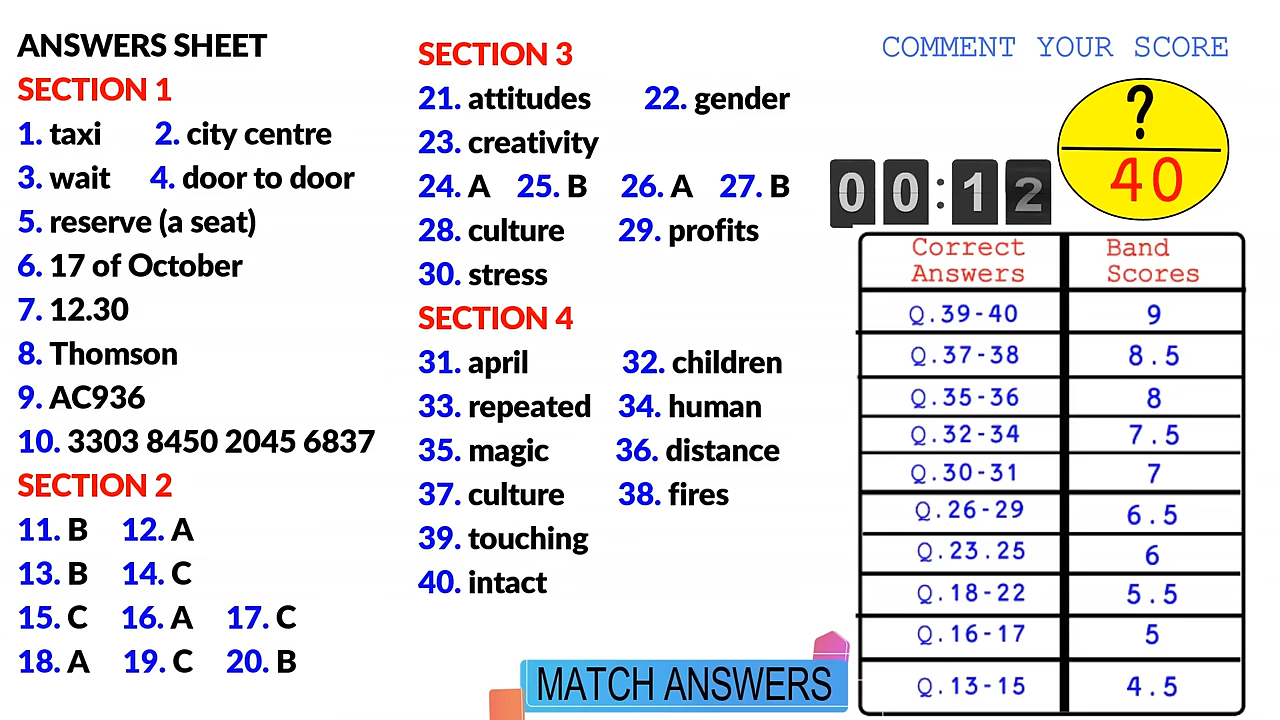 ANSWERS SHEET
SECTION 1
1. taxi 2. city centre
3. wait 4. door to door
5. reserve (a seat)
6. 17 of October
7. 12.30
8. Thomson
9. AC936
10. 3303 8450 2045 6837
SECTION 2
11. B 12. A
13. B 14. C
15. C 16. A 17. C
18. A 19. C 20. B
SECTION 3
21. attitudes 22. gender
23. creativity
24. A 25. B 26. A 27. B
28. culture 29. profits
30. stress
SECTION 4
31. april 32. children
33. repeated 34. human
35. magic 36. distance
37. culture 38. fires
39. touching
40. intact
MATCH ANSWERS
COMMENT YOUR SCORE
?
40
00:12
Correct Answers Band Scores
Q.39-40 9
Q.37-38 8.5
Q.35-36 8
Q.32-34 7.5
Q.30-31 7
Q.26-29 6.5
Q.23.25 6
Q.18-22 5.5
Q.16-17 5
Q.13-15 4.5